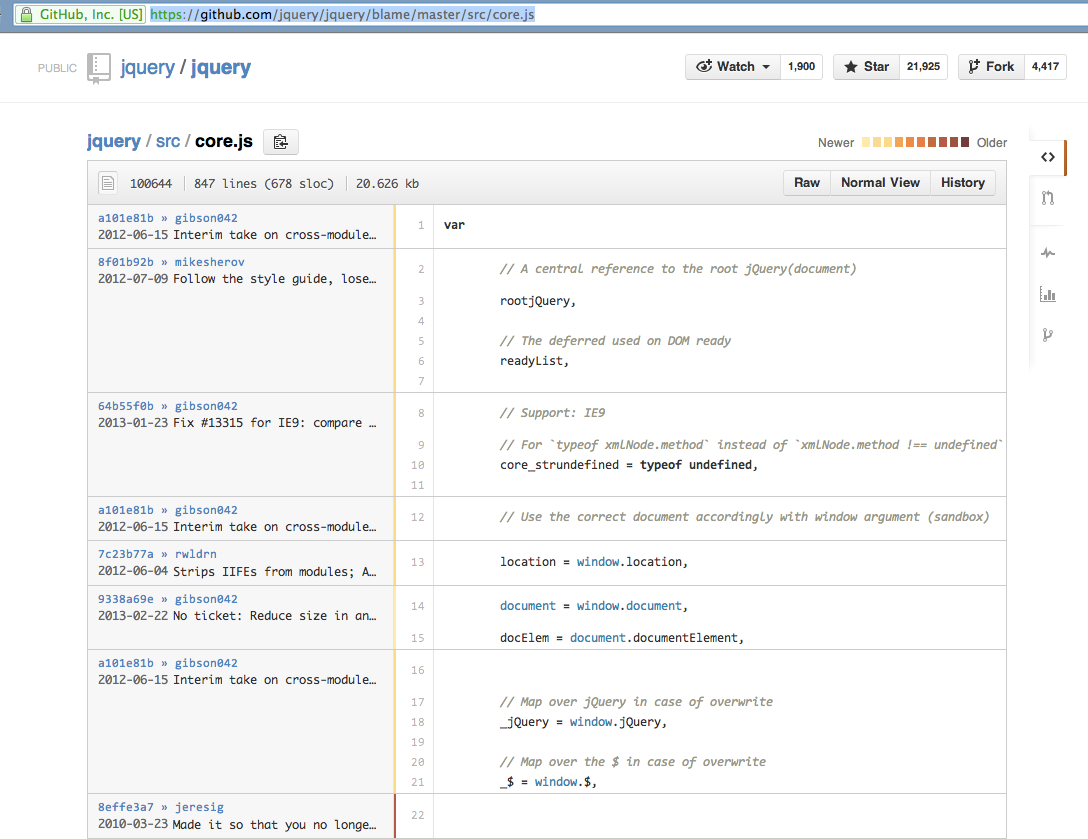 GitHub, Inc. [US] https://github.com/jquery/jquery/blame/master/src/core.js
PUBLIC jquery / jquery Watch 1,900 Star 21,925 Fork 4,417
jquery / src / core.js Newer Older
100644 847 lines (678 sloc) 20.626 kb Raw Normal View History
a101e81b » gibson042
2012-06-15 Interim take on cross-module…
1 var
8f01b92b » mikesherov
2012-07-09 Follow the style guide, lose…
2 // A central reference to the root jQuery(document)
3 rootjQuery,
4
5 // The deferred used on DOM ready
6 readyList,
7
64b55f0b » gibson042
2013-01-23 Fix #13315 for IE9: compare …
8 // Support: IE9
9 // For `typeof xmlNode.method` instead of `xmlNode.method !== undefined`
10 core_strundefined = typeof undefined,
11
a101e81b » gibson042
2012-06-15 Interim take on cross-module…
12 // Use the correct document accordingly with window argument (sandbox)
7c23b77a » rwldrn
2012-06-04 Strips IIFEs from modules; A…
13 location = window.location,
9338a69e » gibson042
2013-02-22 No ticket: Reduce size in an…
14 document = window.document,
15 docElem = document.documentElement,
a101e81b » gibson042
2012-06-15 Interim take on cross-module…
16
17 // Map over jQuery in case of overwrite
18 _jQuery = window.jQuery,
19
20 // Map over the $ in case of overwrite
21 _$ = window.$,
8effe3a7 » jeresig
2010-03-23 Made it so that you no longe…
22